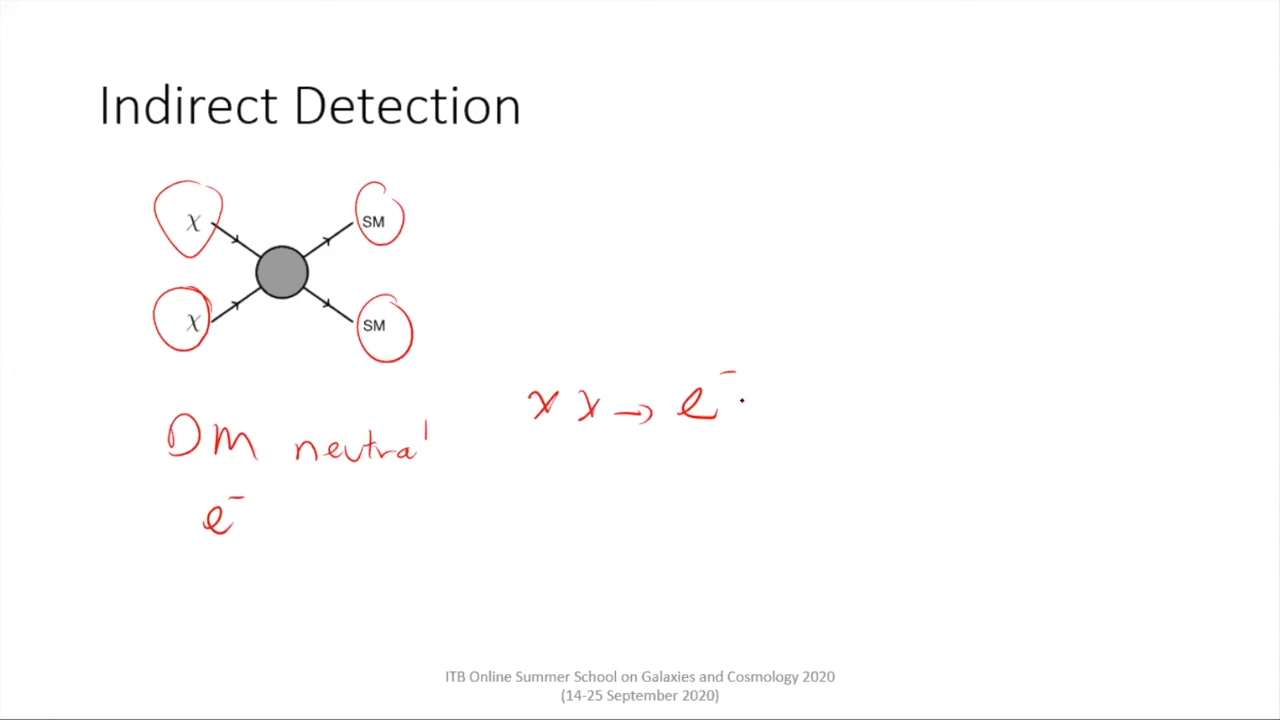 Indirect Detection
χ SM
χ SM
χ χ → e⁻
DM neutral
e⁻
ITB Online Summer School on Galaxies and Cosmology 2020
(14-25 September 2020)